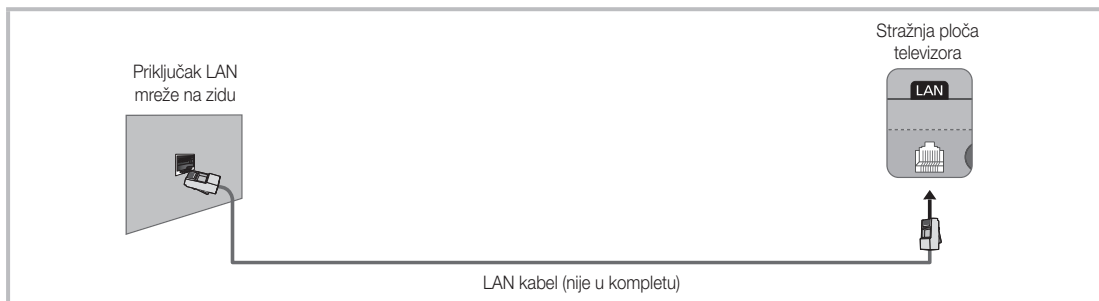 Stražnja ploča
televizora
Priključak LAN
mreže na zidu
LAN
LAN kabel (nije u kompletu)